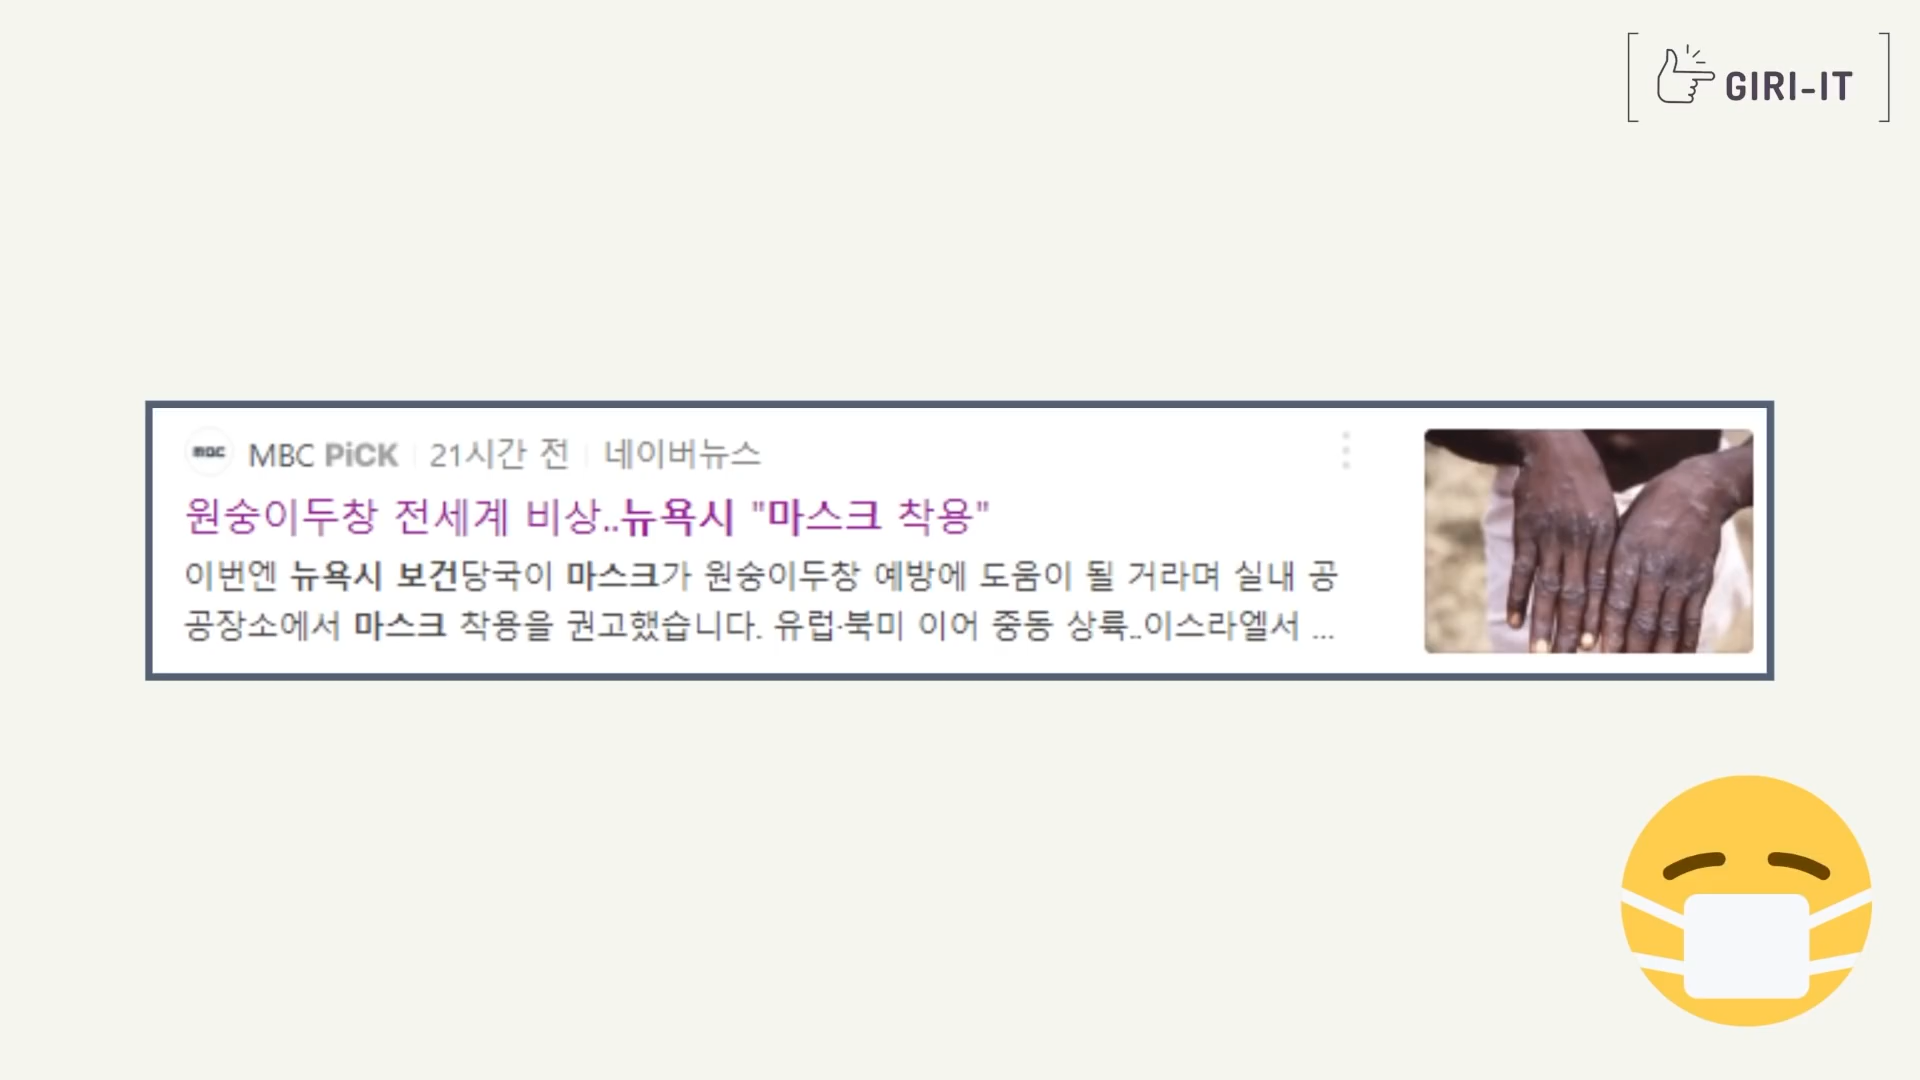 GIRI-IT
MBC PiCK 21시간 전 네이버뉴스
원숭이두창 전세계 비상..뉴욕시 "마스크 착용"
이번엔 뉴욕시 보건당국이 마스크가 원숭이두창 예방에 도움이 될 거라며 실내 공
공장소에서 마스크 착용을 권고했습니다. 유럽·북미 이어 중동 상륙..이스라엘서 ...